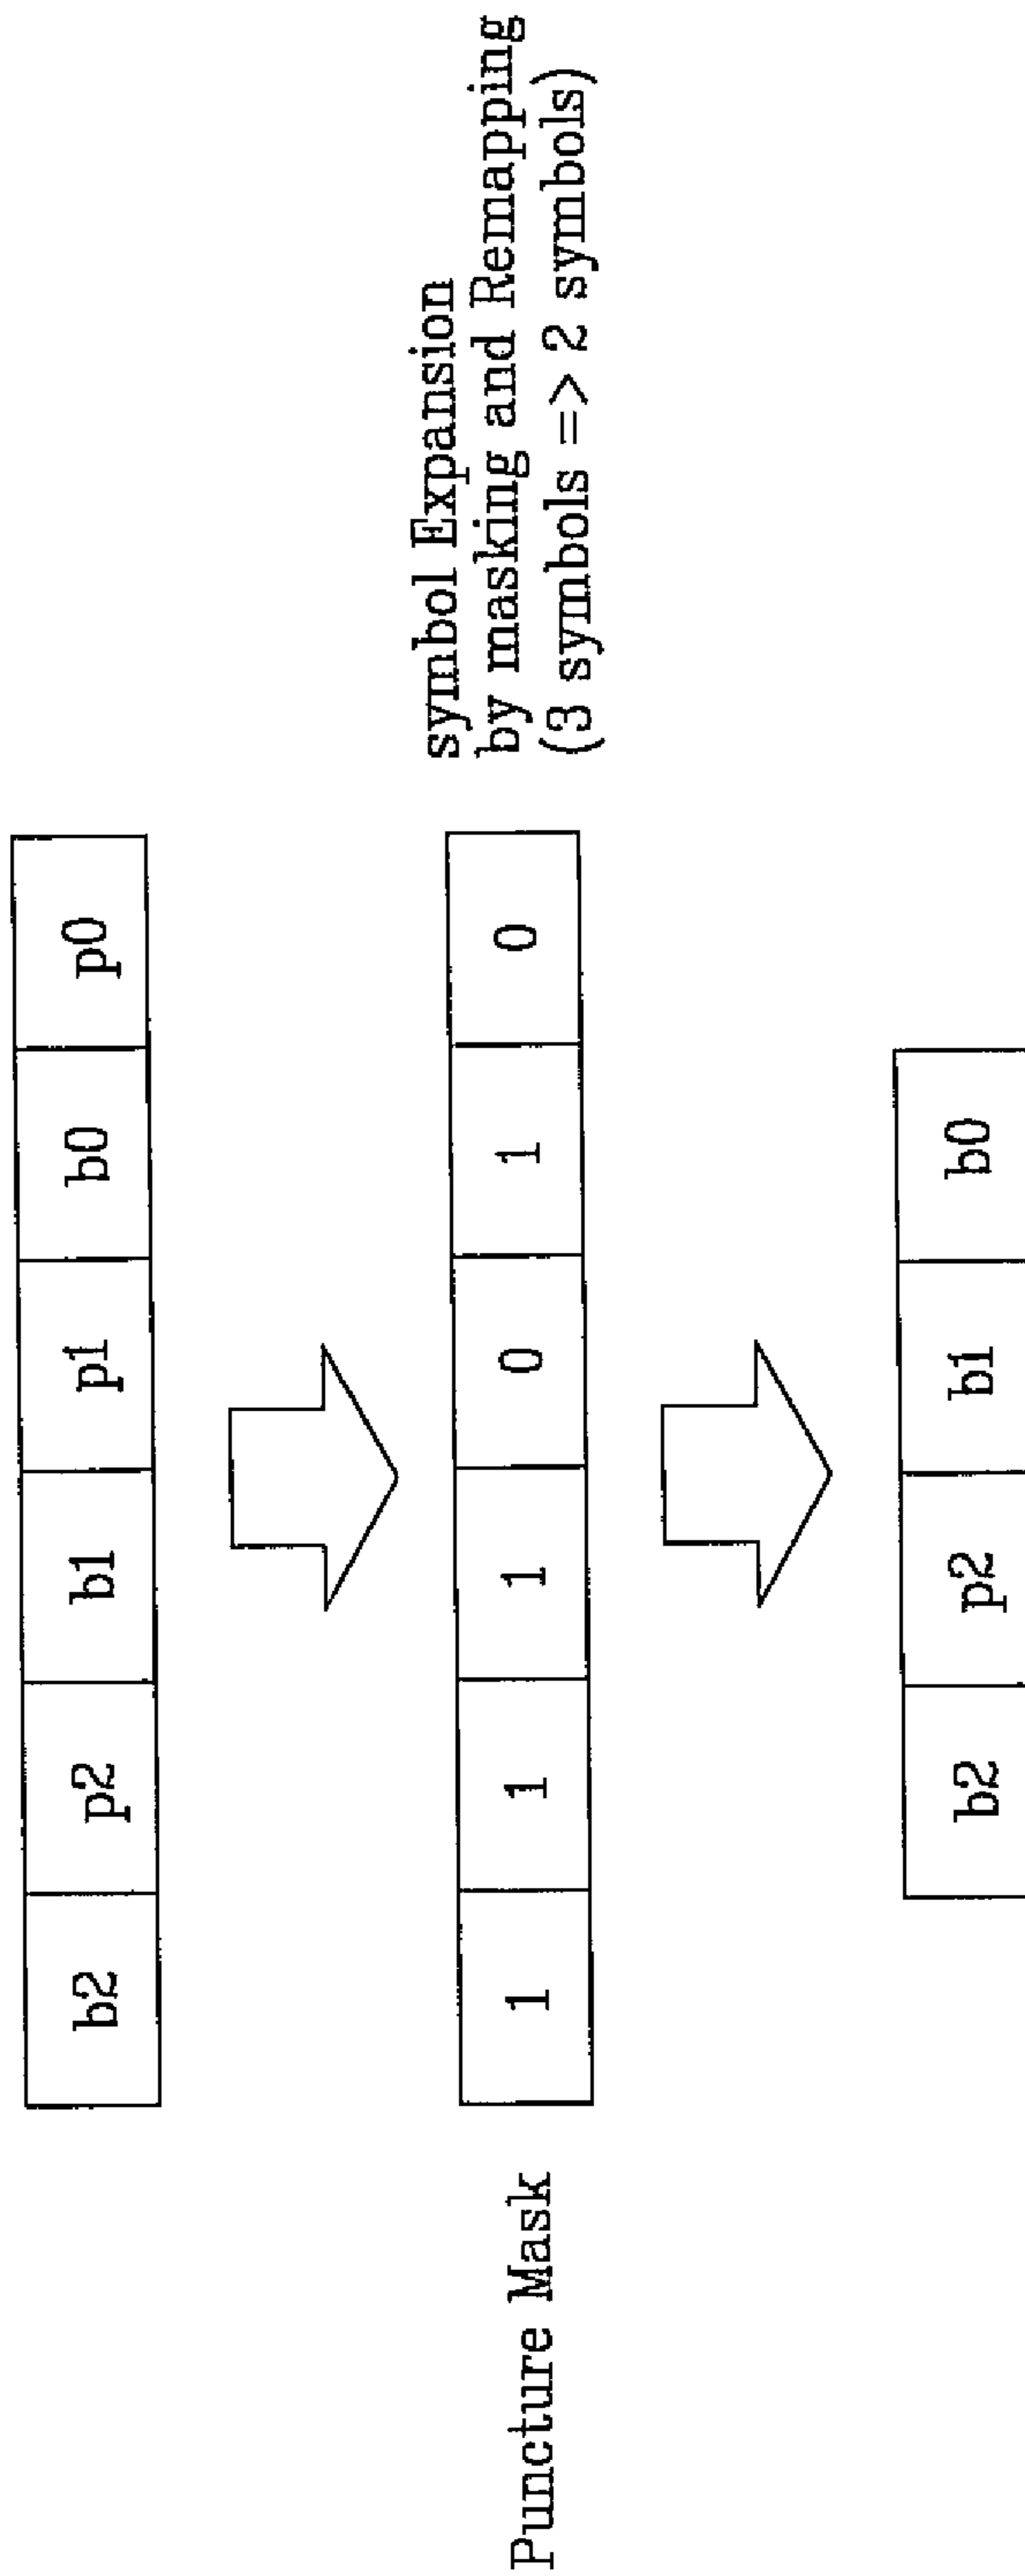 b2 p2 b1 p1 b0 p0
Puncture Mask 1 1 1 0 1 0
symbol Expansion
by masking and Remapping
(3 symbols => 2 symbols)
b2 p2 b1 b0